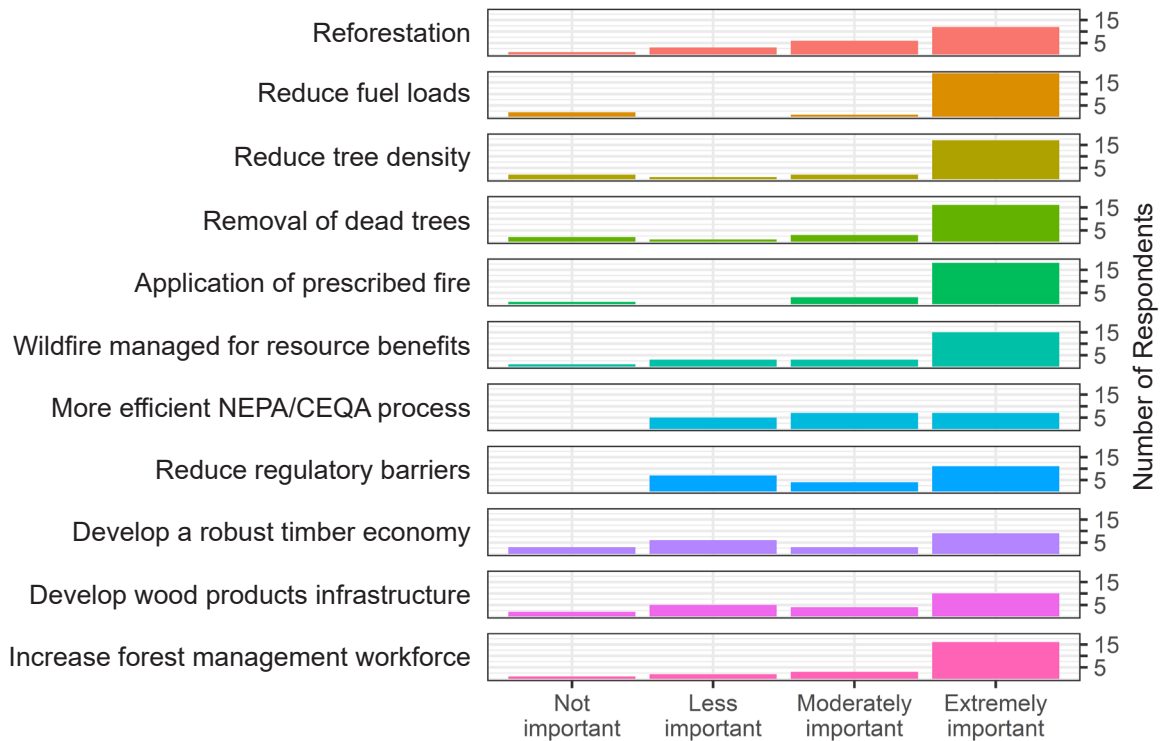 Reforestation
15
5
Reduce fuel loads
15
5
Reduce tree density
15
5
Removal of dead trees
15
5
Application of prescribed fire
15
5
Wildfire managed for resource benefits
15
5
More efficient NEPA/CEQA process
15
5
Reduce regulatory barriers
15
5
Develop a robust timber economy
15
5
Develop wood products infrastructure
15
5
Increase forest management workforce
15
5
Number of Respondents
Not
important
Less
important
Moderately
important
Extremely
important